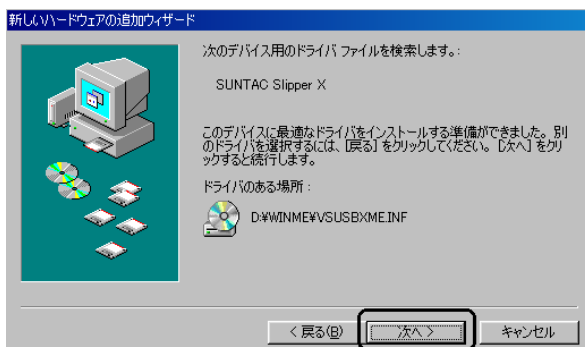 新しいハードウェアの追加ウィザード
次のデバイス用のドライバ ファイルを検索します。:
SUNTAC Slipper X
このデバイスに最適なドライバをインストールする準備ができました。別
のドライバを選択するには、[戻る] をクリックしてください。[次へ] をクリ
ックすると続行します。
ドライバのある場所:
D:¥WINME¥VSUSBXME.INF
< 戻る(B)
次へ >
キャンセル